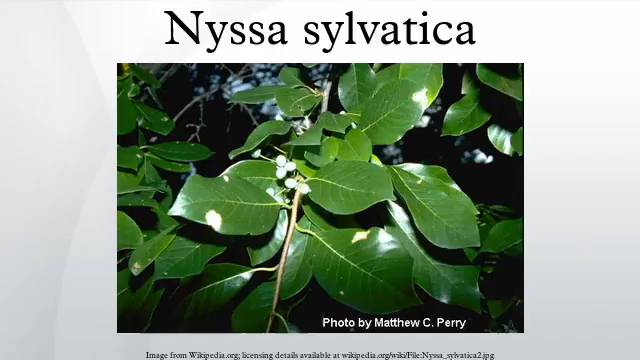 Nyssa sylvatica
Photo by Matthew C. Perry
Image from Wikipedia.org; licensing details available at wikipedia.org/wiki/File:Nyssa_sylvatica2.jpg